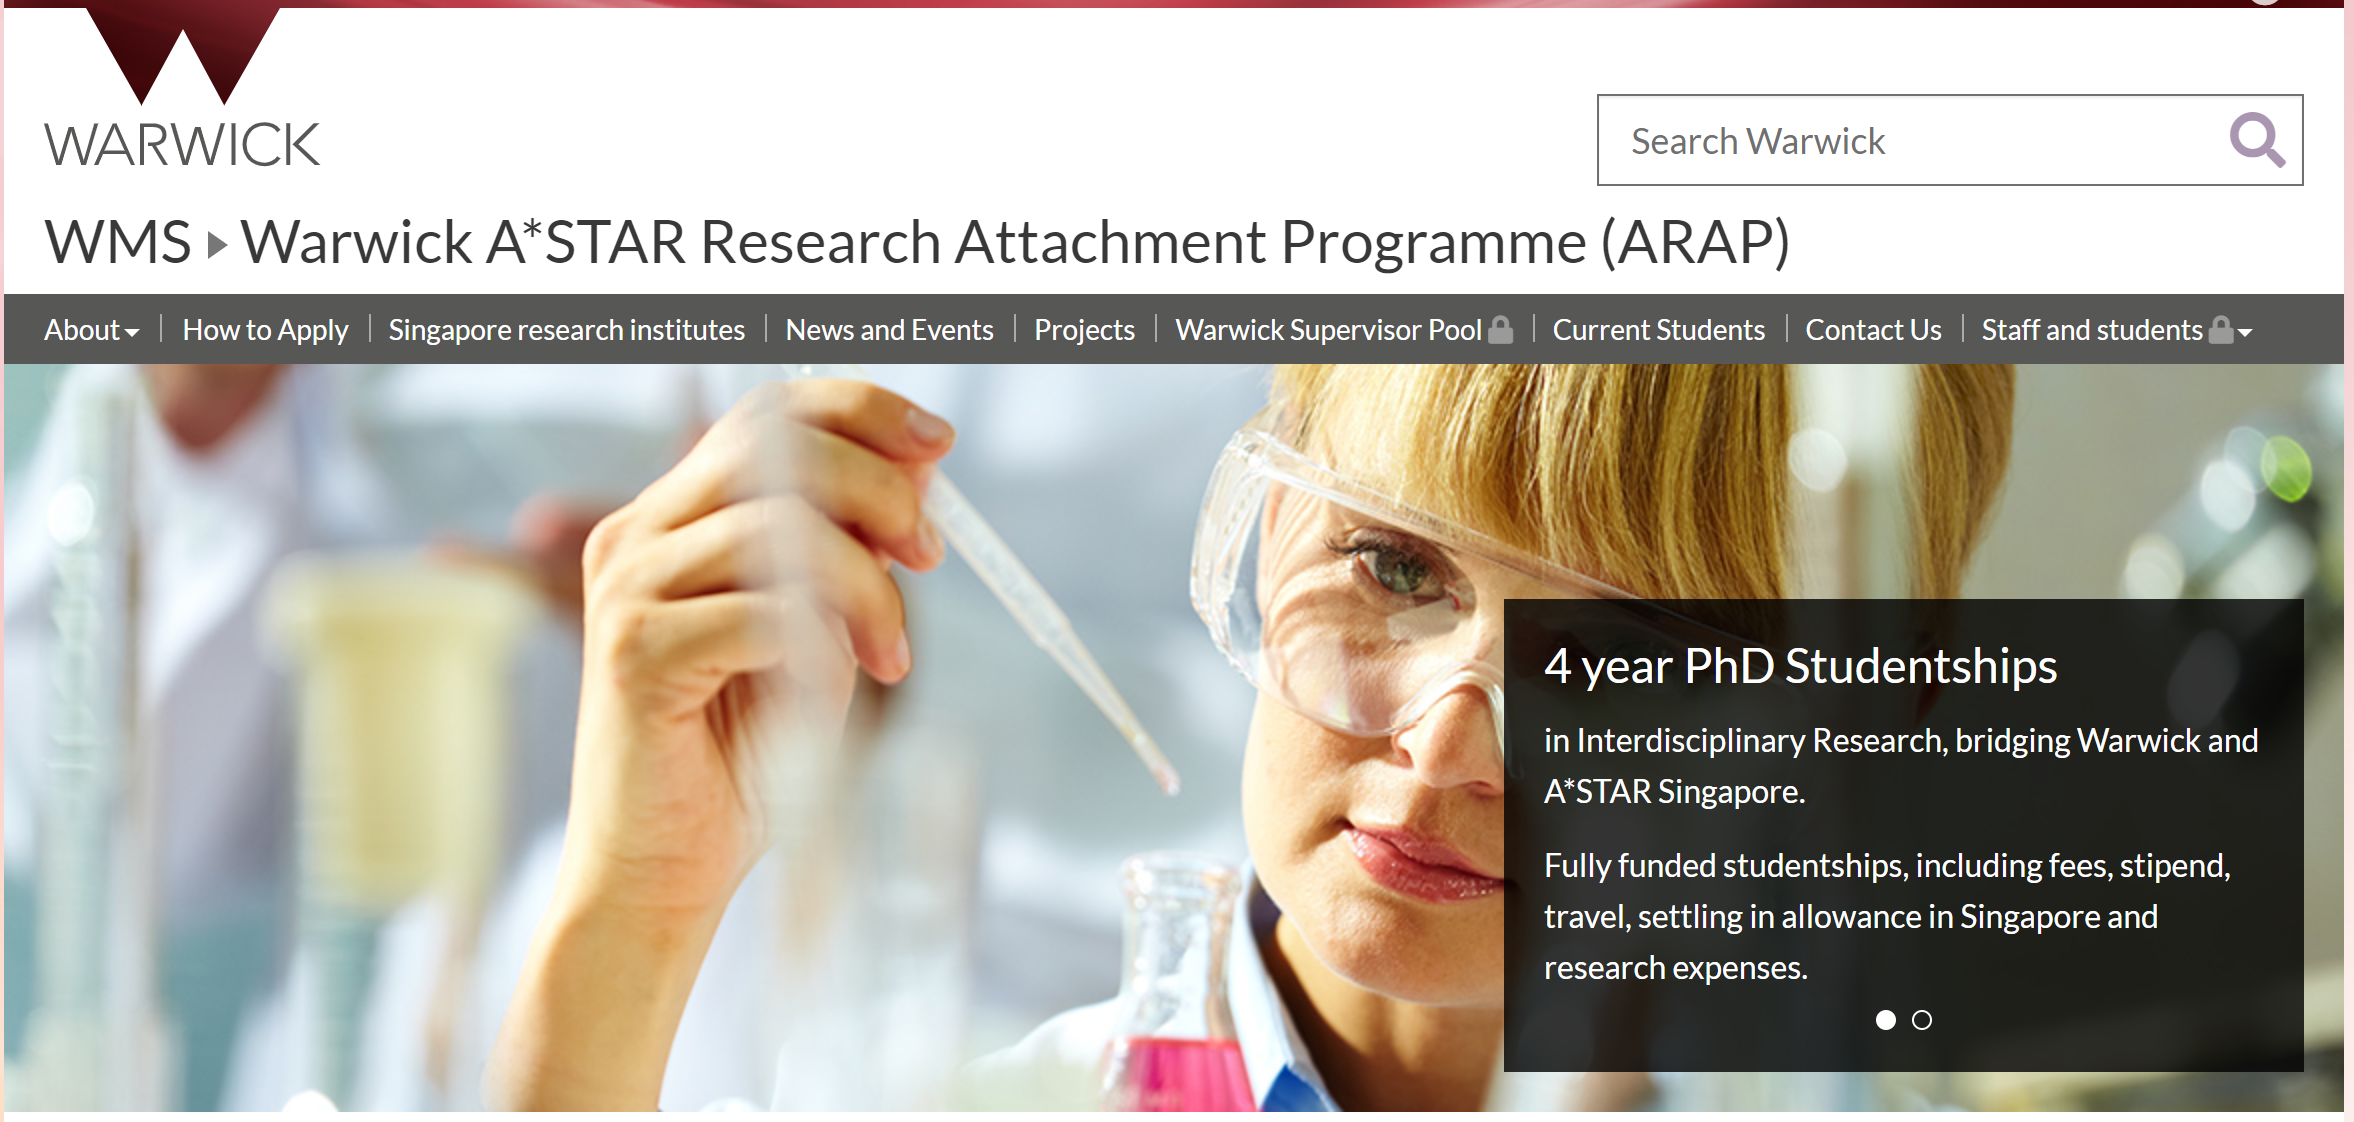 WARWICK
Search Warwick
WMS Warwick A*STAR Research Attachment Programme (ARAP)
About How to Apply Singapore research institutes News and Events Projects Warwick Supervisor Pool Current Students Contact Us Staff and students
4 year PhD Studentships
in Interdisciplinary Research, bridging Warwick and
A*STAR Singapore.
Fully funded studentships, including fees, stipend,
travel, settling in allowance in Singapore and
research expenses.